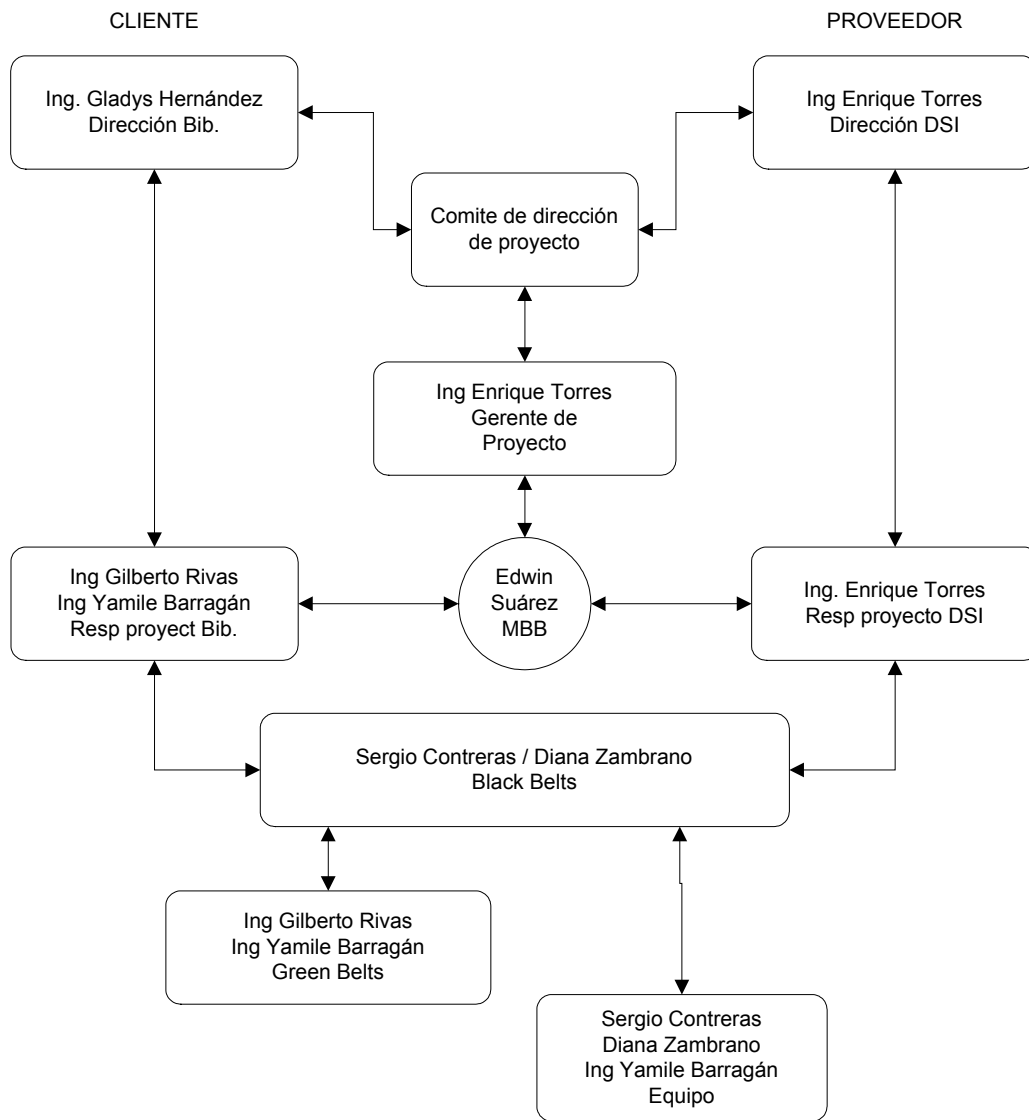 CLIENTE
PROVEEDOR
Ing. Gladys Hernández
Dirección Bib.
Ing Enrique Torres
Dirección DSI
Comite de dirección
de proyecto
Ing Enrique Torres
Gerente de
Proyecto
Ing Gilberto Rivas
Ing Yamile Barragán
Resp proyect Bib.
Edwin
Suárez
MBB
Ing. Enrique Torres
Resp proyecto DSI
Sergio Contreras / Diana Zambrano
Black Belts
Ing Gilberto Rivas
Ing Yamile Barragán
Green Belts
Sergio Contreras
Diana Zambrano
Ing Yamile Barragán
Equipo